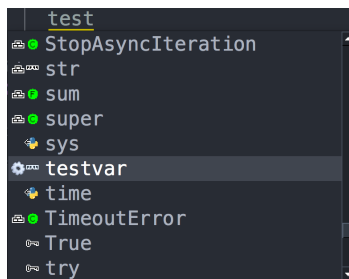 test
StopAsyncIteration
str
sum
super
sys
testvar
time
TimeoutError
True
try